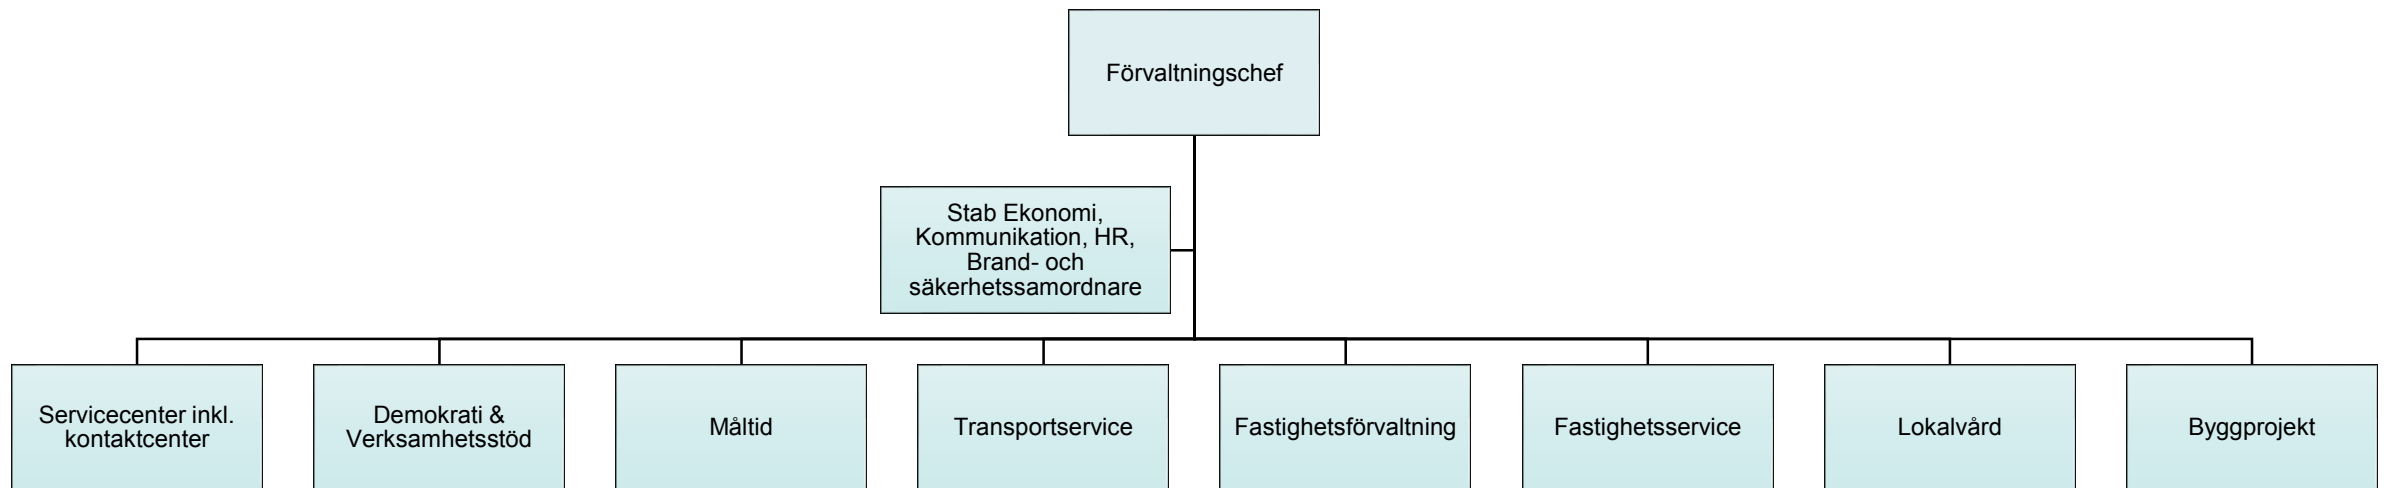 Förvaltningschef
Stab Ekonomi,
Kommunikation, HR,
Brand- och
säkerhetssamordnare
Servicecenter inkl.
kontaktcenter
Demokrati &
Verksamhetsstöd
Måltid
Transportservice
Fastighetsförvaltning
Fastighetsservice
Lokalvård
Byggprojekt